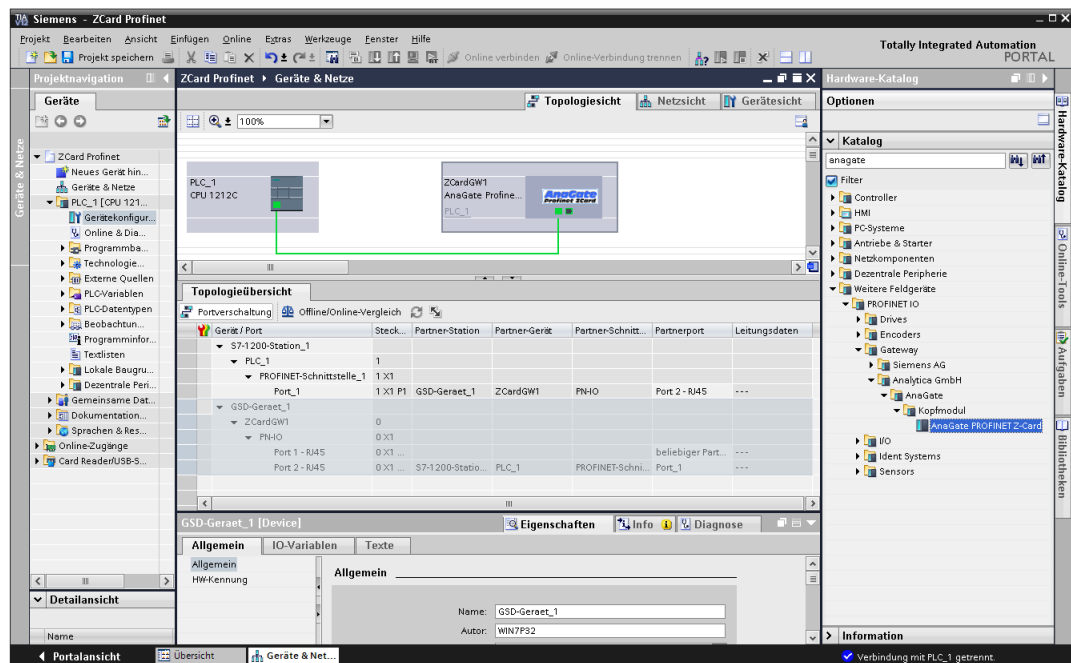 Siemens - ZCard Profinet
Projekt Bearbeiten Ansicht Einfügen Online Extras Werkzeuge Fenster Hilfe
Totally Integrated Automation
PORTAL
Projekt speichern Online verbinden Online-Verbindung trennen
Projektnavigation
ZCard Profinet Geräte & Netze
Hardware-Katalog
Geräte
Topologiesicht Netzsicht Gerätesicht
Optionen
100%
Katalog
anagate
Filter
Geräte & Netze
ZCard Profinet
Neues Gerät hin...
Geräte & Netze
PLC_1 [CPU 121...
Gerätekonfigur...
Online & Dia...
Programmba...
Technologie...
Externe Quellen
PLC-Variablen
PLC-Datentypen
Beobachtun...
Programminfor...
Textlisten
Lokale Baugru...
Dezentrale Peri...
Gemeinsame Dat...
Dokumentation...
Sprachen & Res...
Online-Zugänge
Card Reader/USB-S...
Detailansicht
Name
PLC_1
CPU 1212C
ZCardGW1
AnaGate Profine...
PLC_1
AnaGate
Profinet ZCard
Topologieübersicht
Portverschaltung Offline/Online-Vergleich
Gerät / Port Steck... Partner-Station Partner-Gerät Partner-Schnitt... Partnerport Leitungsdaten
S7-1200-Station_1
PLC_1 1
PROFINET-Schnittstelle_1 1 X1
Port_1 1 X1 P1 GSD-Geraet_1 ZCardGW1 PN-IO Port 2 - RJ45 ---
GSD-Geraet_1
ZCardGW1 0
PN-IO 0 X1
Port 1 - RJ45 0 X1 ... beliebiger Part... ---
Port 2 - RJ45 0 X1 ... S7-1200-Statio... PLC_1 PROFINET-Schni... Port_1 ---
GSD-Geraet_1 [Device]
Eigenschaften Info Diagnose
Allgemein IO-Variablen Texte
Allgemein
HW-Kennung
Allgemein
Name: GSD-Geraet_1
Autor: WIN7P32
Controller
HMI
PC-Systeme
Antriebe & Starter
Netzkomponenten
Dezentrale Peripherie
Weitere Feldgeräte
PROFINET IO
Drives
Encoders
Gateway
Siemens AG
Analytica GmbH
AnaGate
Kopfmodul
AnaGate PROFINET Z-Card
I/O
Ident Systems
Sensors
Information
Hardware-Katalog
Online-Tools
Aufgaben
Bibliotheken
Portalansicht Übersicht Geräte & Net...
Verbindung mit PLC_1 getrennt.